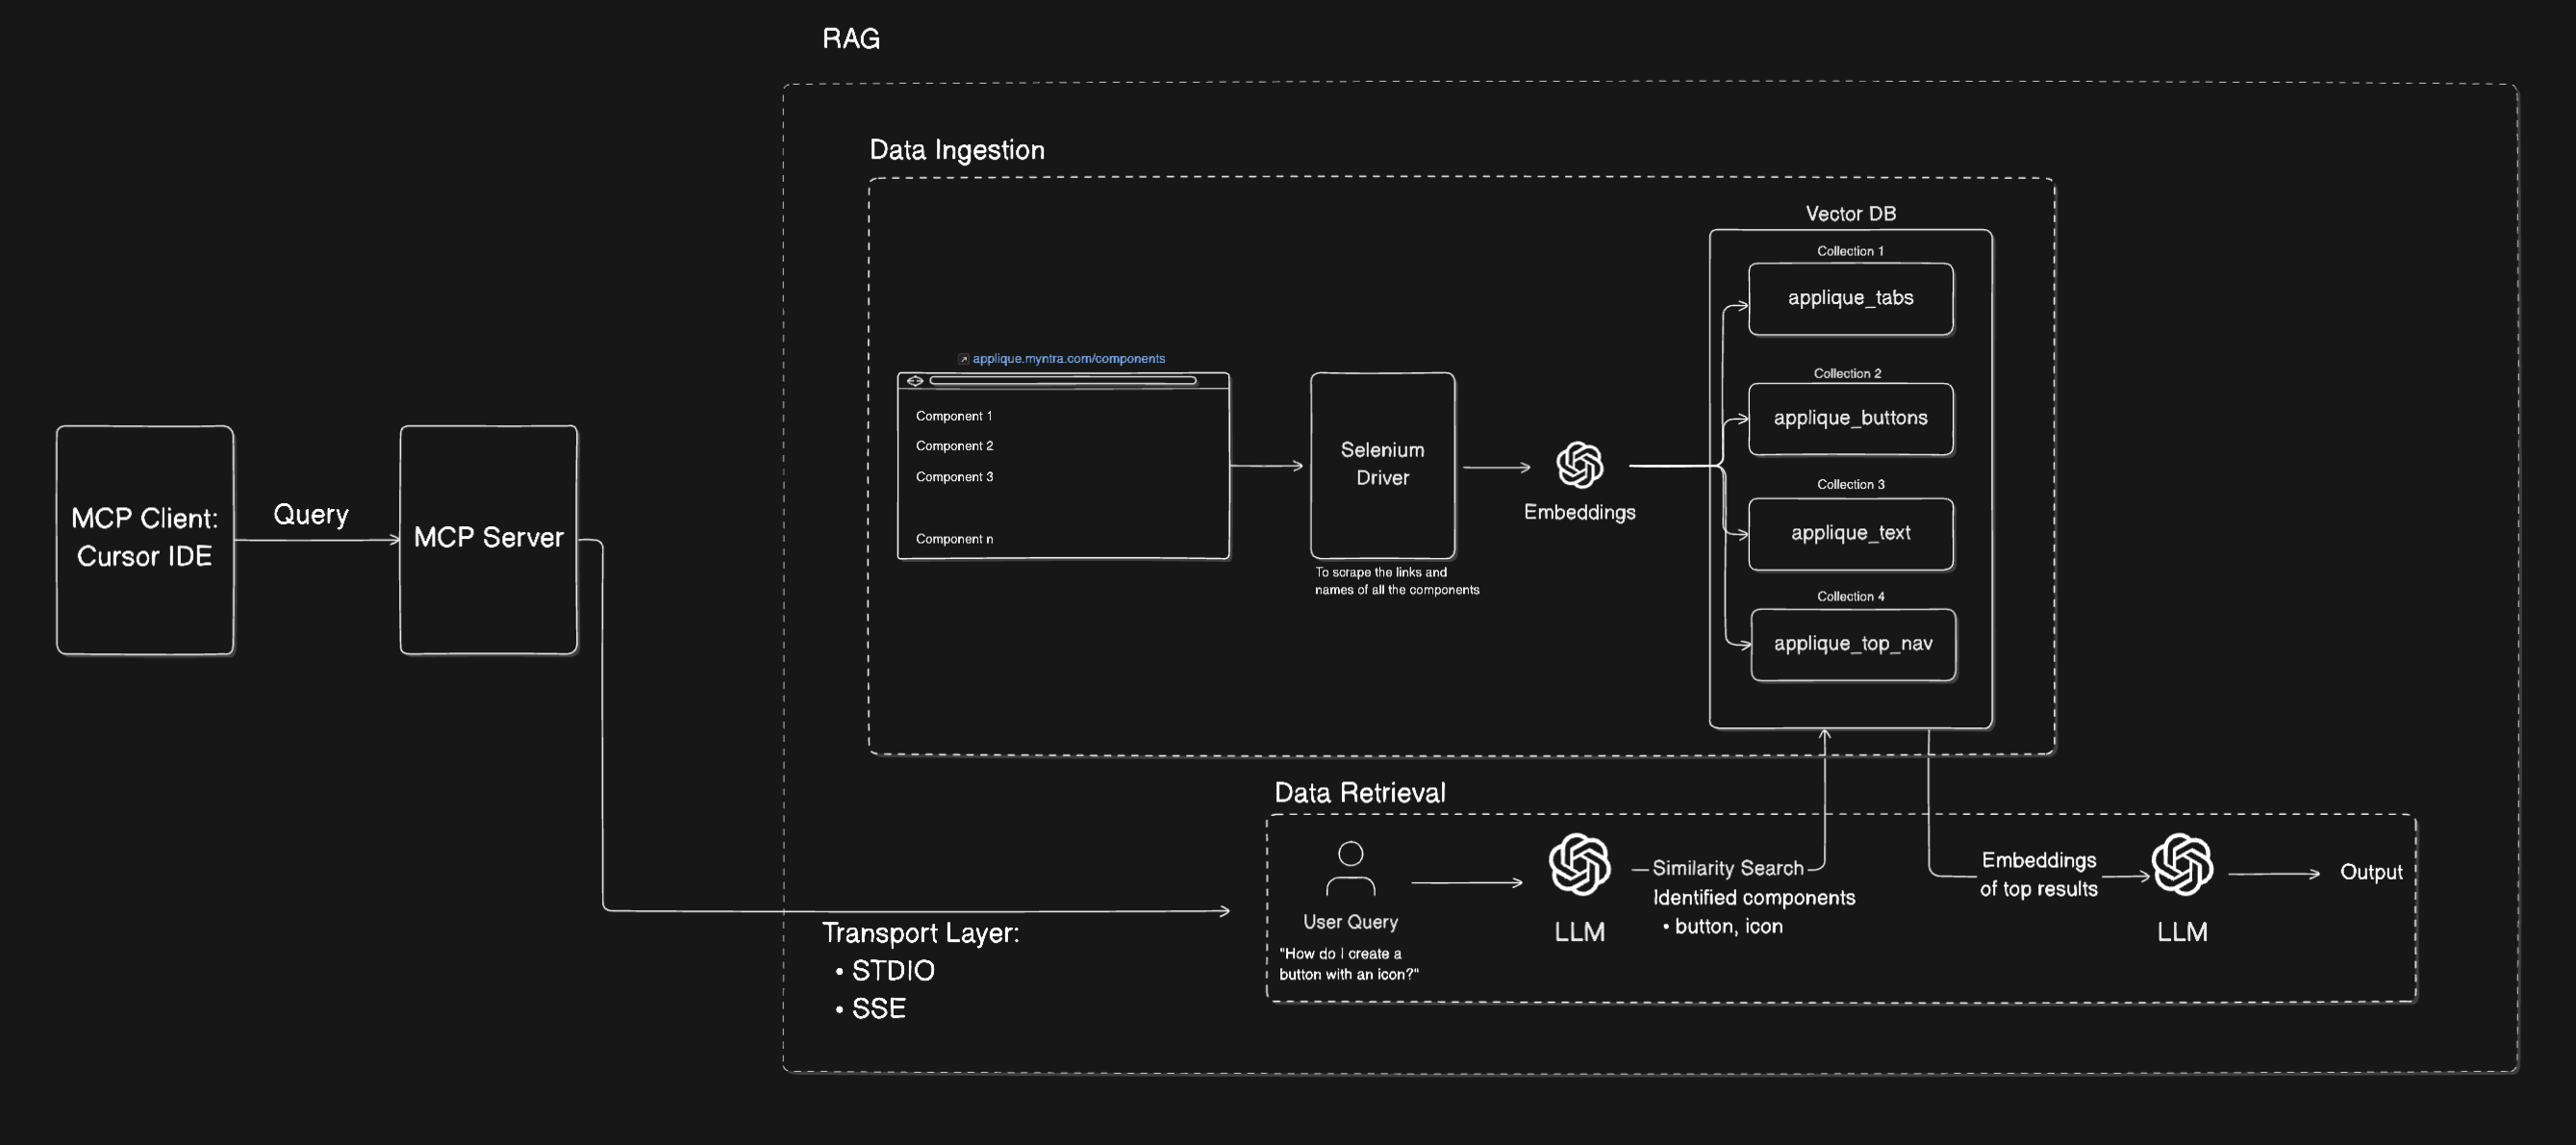 RAG
Data Ingestion
Vector DB
Collection 1
applique_tabs
Collection 2
applique_buttons
Collection 3
applique_text
Collection 4
applique_top_nav
applique.myntra.com/components
Component 1
Component 2
Component 3
Component n
Selenium
Driver
To scrape the links and
names of all the components
Embeddings
MCP Client:
Cursor IDE
Query
MCP Server
Transport Layer:
• STDIO
• SSE
Data Retrieval
User Query
"How do I create a
button with an icon?"
LLM
Similarity Search
Identified components
• button, icon
Embeddings
of top results
LLM
Output